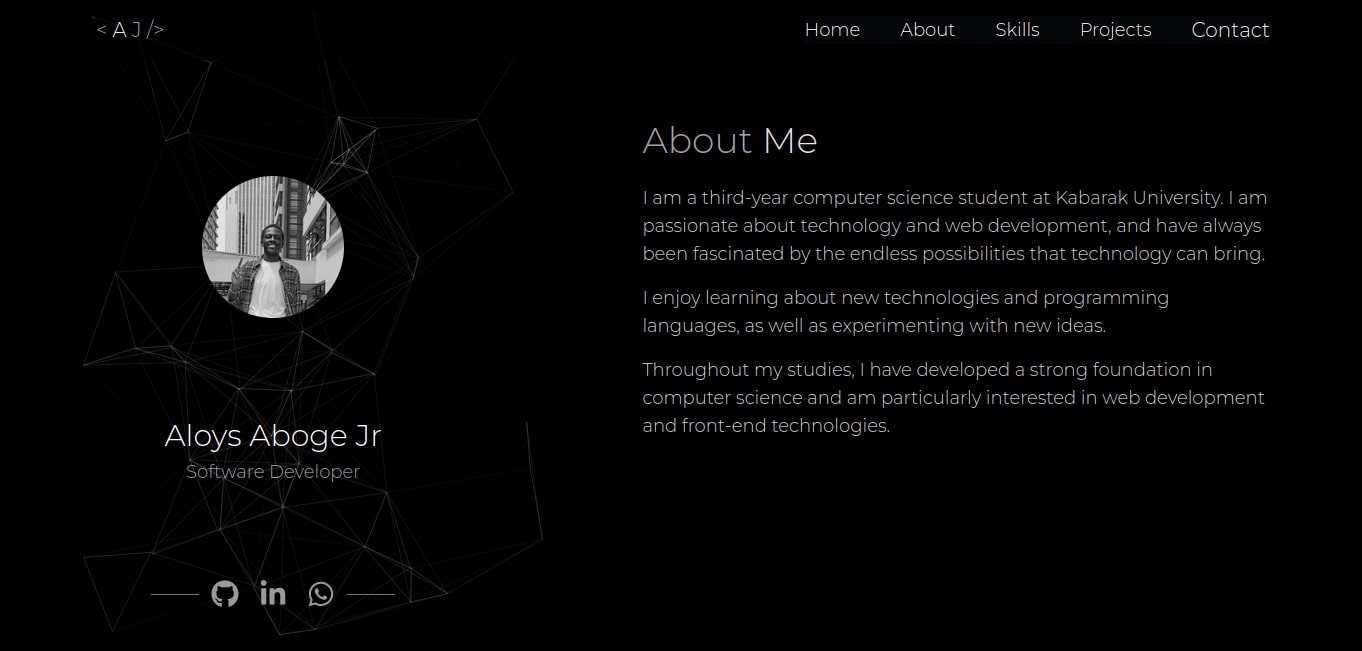 < A J />
Home About Skills Projects Contact
About Me
I am a third-year computer science student at Kabarak University. I am
passionate about technology and web development, and have always
been fascinated by the endless possibilities that technology can bring.
I enjoy learning about new technologies and programming
languages, as well as experimenting with new ideas.
Throughout my studies, I have developed a strong foundation in
computer science and am particularly interested in web development
and front-end technologies.
Aloys Aboge Jr
Software Developer
in